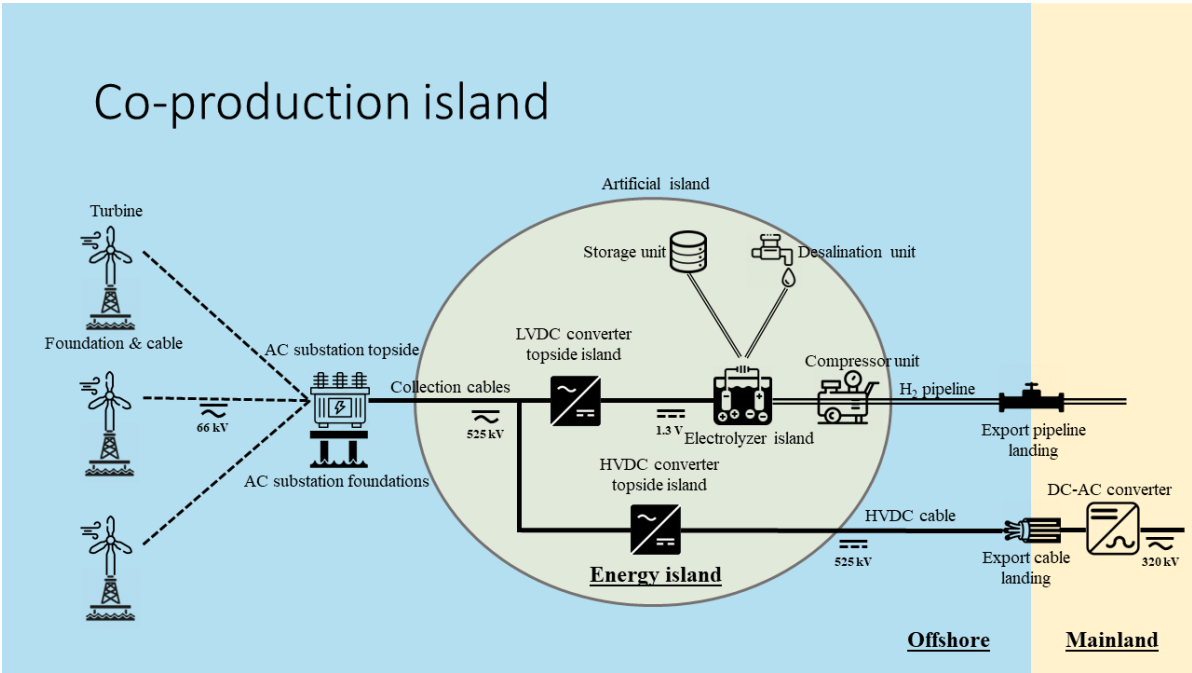 Co-production island
Artificial island
Turbine
Storage unit
Desalination unit
Foundation & cable
LVDC converter
topside island
AC substation topside
Compressor unit
Collection cables
H₂ pipeline
66 kV
525 kV
1.3 V
Electrolyzer island
Export pipeline
landing
AC substation foundations
HVDC converter
topside island
DC-AC converter
HVDC cable
525 kV
Export cable
landing
320 kV
Energy island
Offshore
Mainland